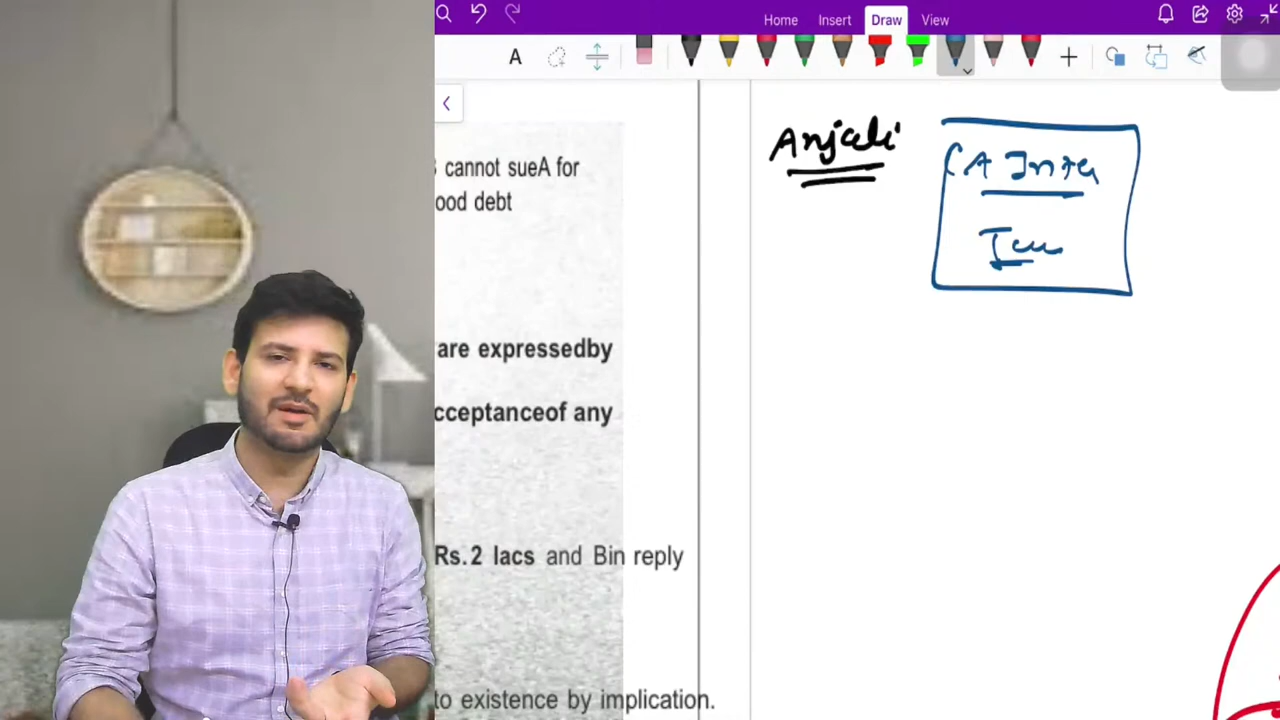 Home Insert Draw View
A
cannot sueA for
ood debt
are expressedby
cceptanceof any
Rs.2 lacs and Bin reply
to existence by implication.
Anjali
CA Inter